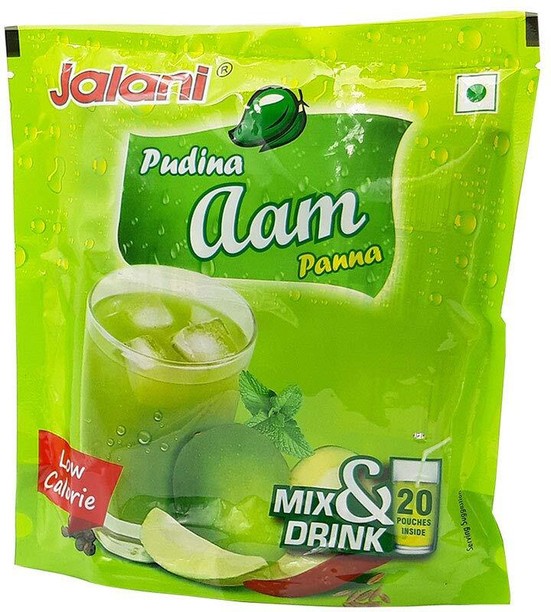 Jalani ®
Pudina
Aam
Panna
Low
Calorie
MIX & DRINK
20
POUCHES
INSIDE
Serving Suggestion